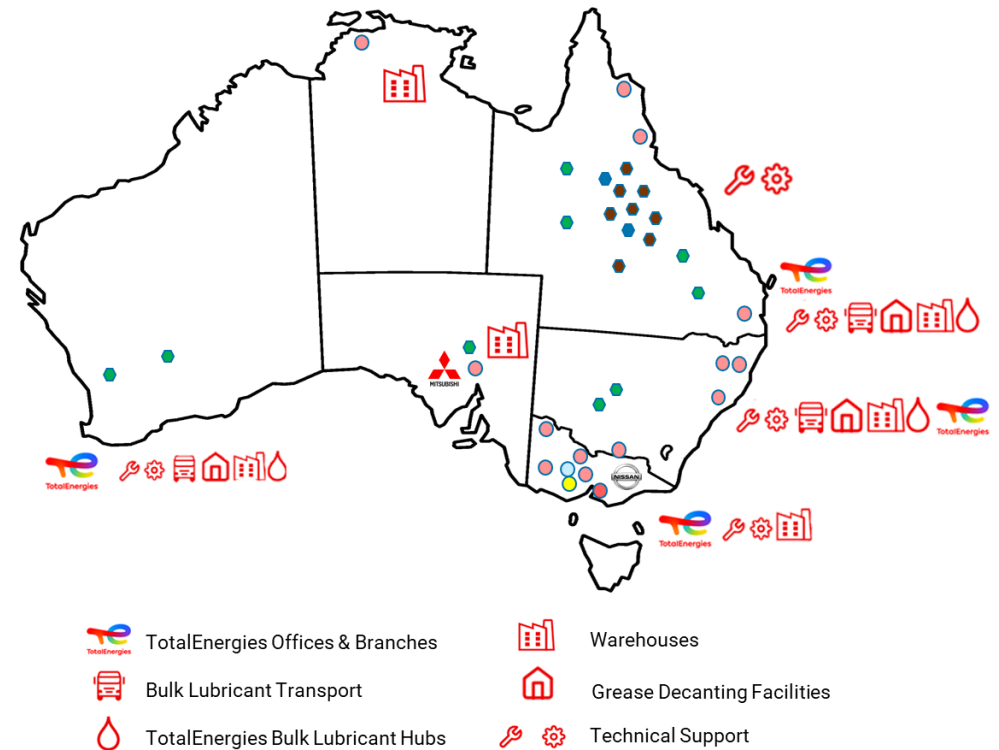 TotalEnergies
MITSUBISHI
TotalEnergies
TotalEnergies
NISSAN
TotalEnergies
TotalEnergies TotalEnergies Offices & Branches
Warehouses
Bulk Lubricant Transport
Grease Decanting Facilities
TotalEnergies Bulk Lubricant Hubs
Technical Support